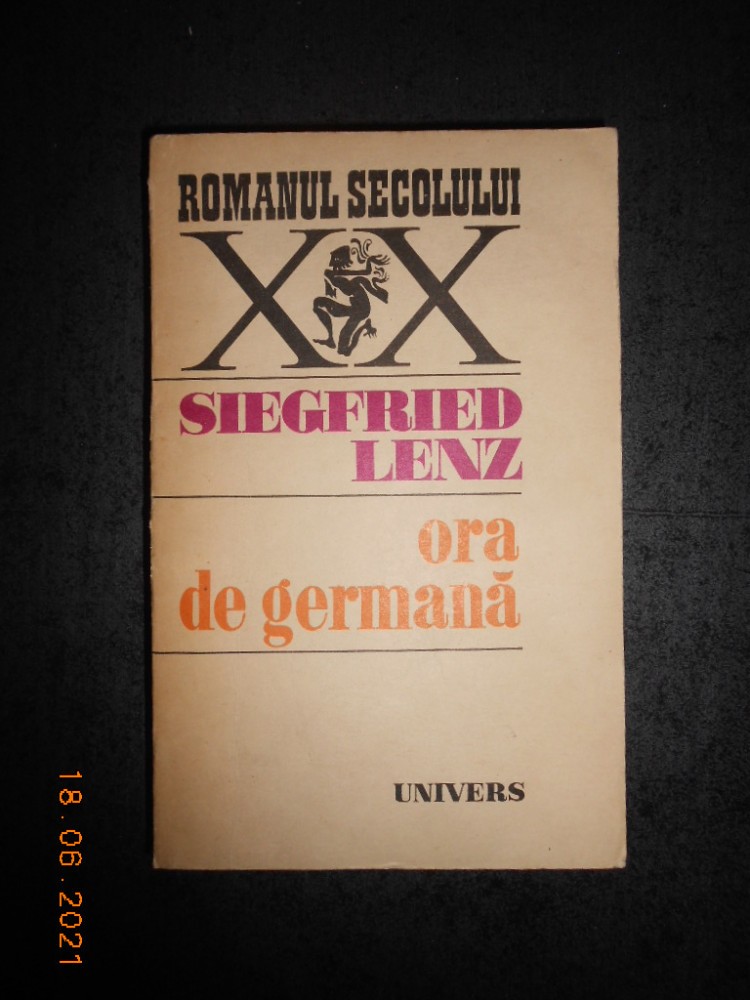 ROMANUL SECOLULUI
XX
SIEGFRIED
LENZ
ora
de germană
UNIVERS
18.06.2021